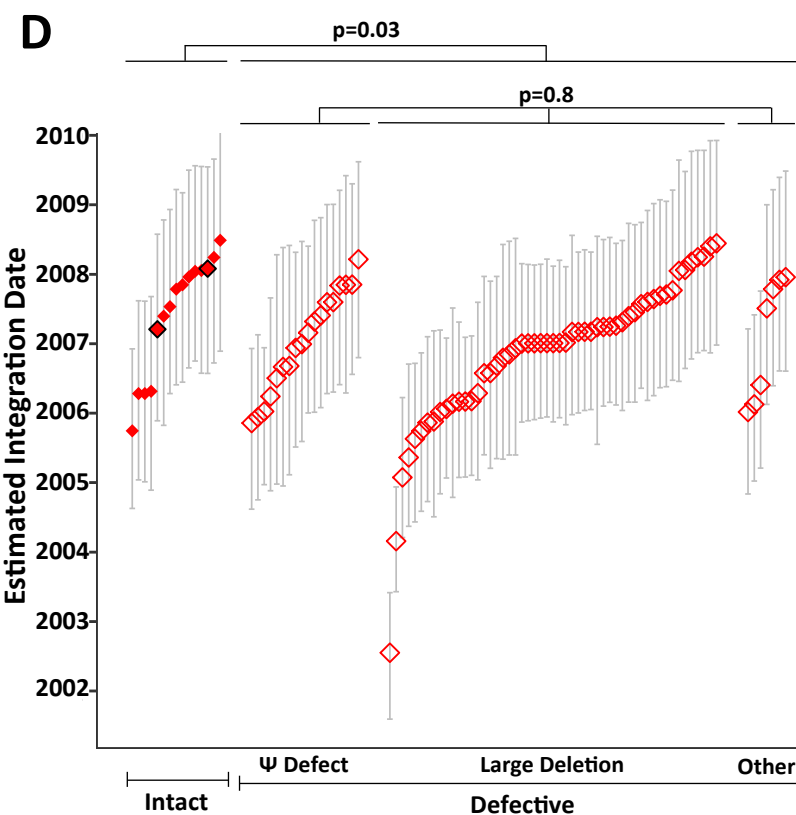 D
p=0.03
p=0.8
Estimated Integration Date
2010
2009
2008
2007
2006
2005
2004
2003
2002
Ψ Defect
Large Deletion
Other
Intact
Defective